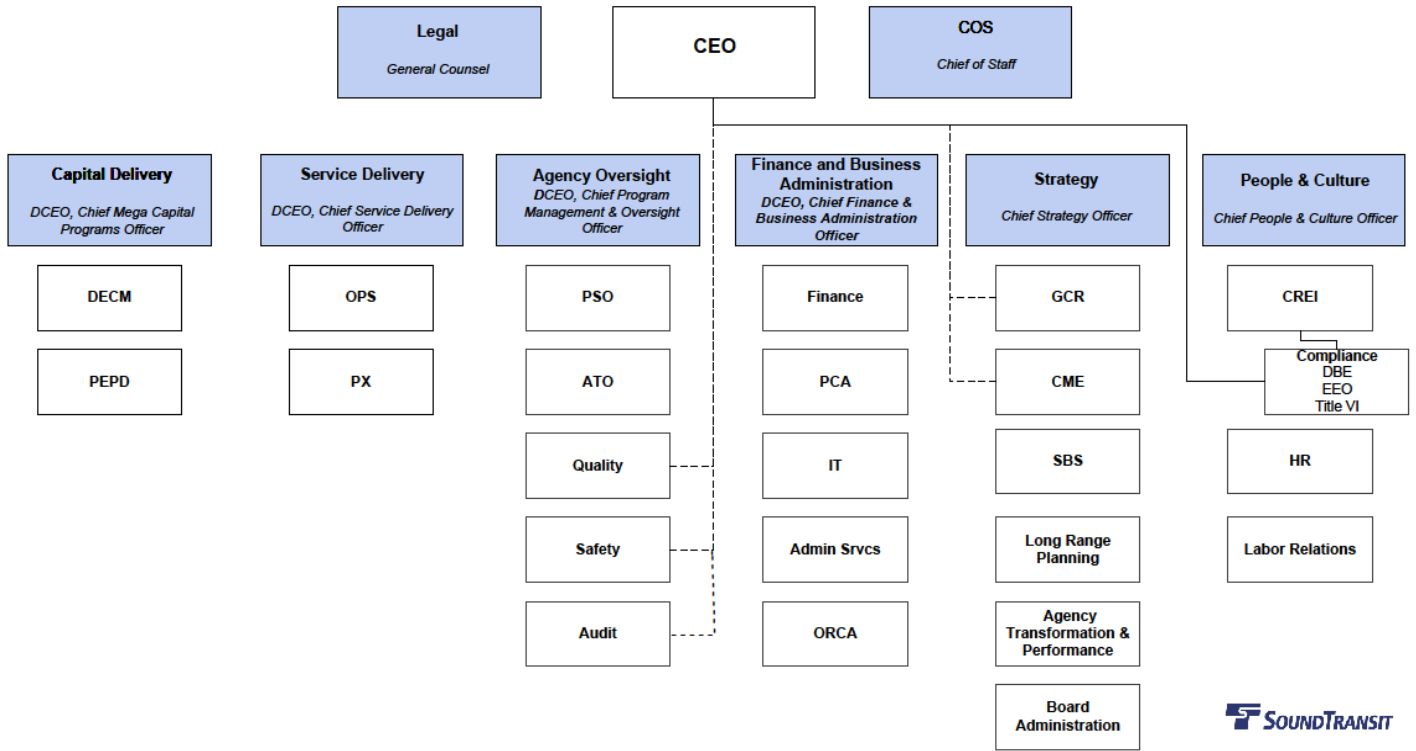 Legal
General Counsel
CEO
COS
Chief of Staff
Capital Delivery
DCEO, Chief Mega Capital
Programs Officer
Service Delivery
DCEO, Chief Service Delivery
Officer
Agency Oversight
DCEO, Chief Program
Management & Oversight
Officer
Finance and Business
Administration
DCEO, Chief Finance &
Business Administration
Officer
Strategy
Chief Strategy Officer
People & Culture
Chief People & Culture Officer
DECM
PEPD
OPS
PX
PSO
ATO
Quality
Safety
Audit
Finance
PCA
IT
Admin Srvcs
ORCA
GCR
CME
SBS
Long Range
Planning
Agency
Transformation &
Performance
Board
Administration
CREI
Compliance
DBE
EEO
Title VI
HR
Labor Relations
SOUNDTRANSIT